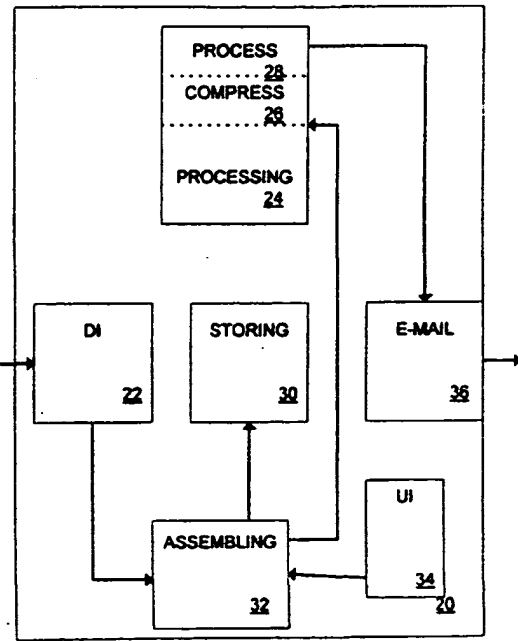 PROCESS
28
COMPRESS
26
PROCESSING
24
DI
22
STORING
30
E-MAIL
36
ASSEMBLING
32
UI
34
20